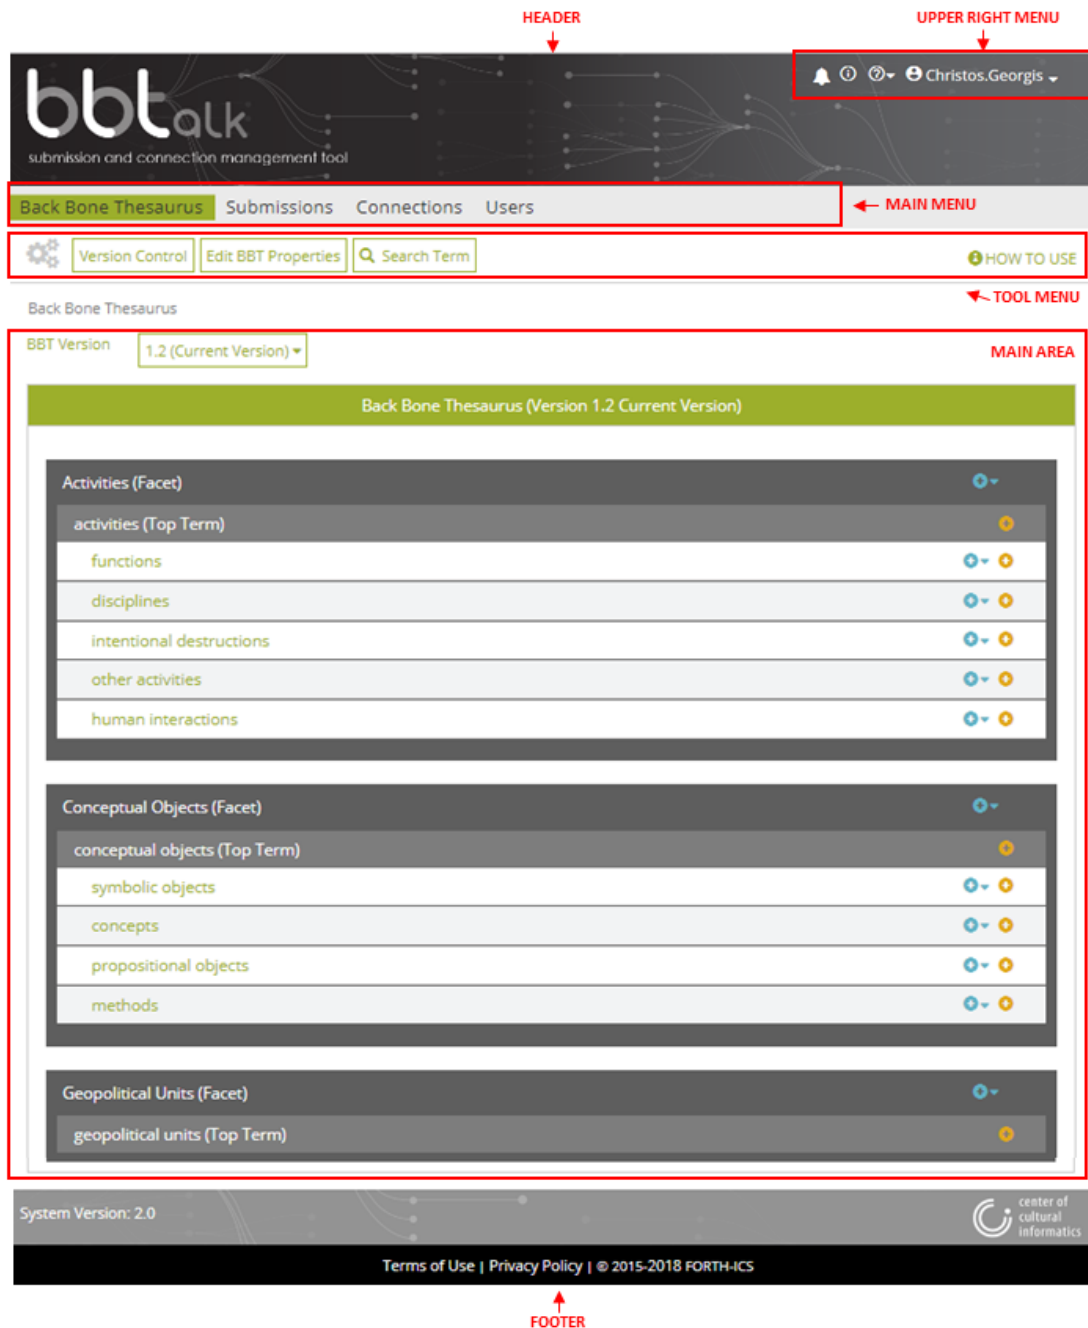 HEADER
UPPER RIGHT MENU
Christos.Georgis
bbtalk
submission and connection management tool
Back Bone Thesaurus Submissions Connections Users
MAIN MENU
Version Control Edit BBT Properties Search Term
HOW TO USE
TOOL MENU
Back Bone Thesaurus
BBT Version 1.2 (Current Version)
MAIN AREA
Back Bone Thesaurus (Version 1.2 Current Version)
Activities (Facet)
activities (Top Term)
functions
disciplines
intentional destructions
other activities
human interactions
Conceptual Objects (Facet)
conceptual objects (Top Term)
symbolic objects
concepts
propositional objects
methods
Geopolitical Units (Facet)
geopolitical units (Top Term)
System Version: 2.0
center of
cultural
informatics
Terms of Use | Privacy Policy | © 2015-2018 FORTH-ICS
FOOTER